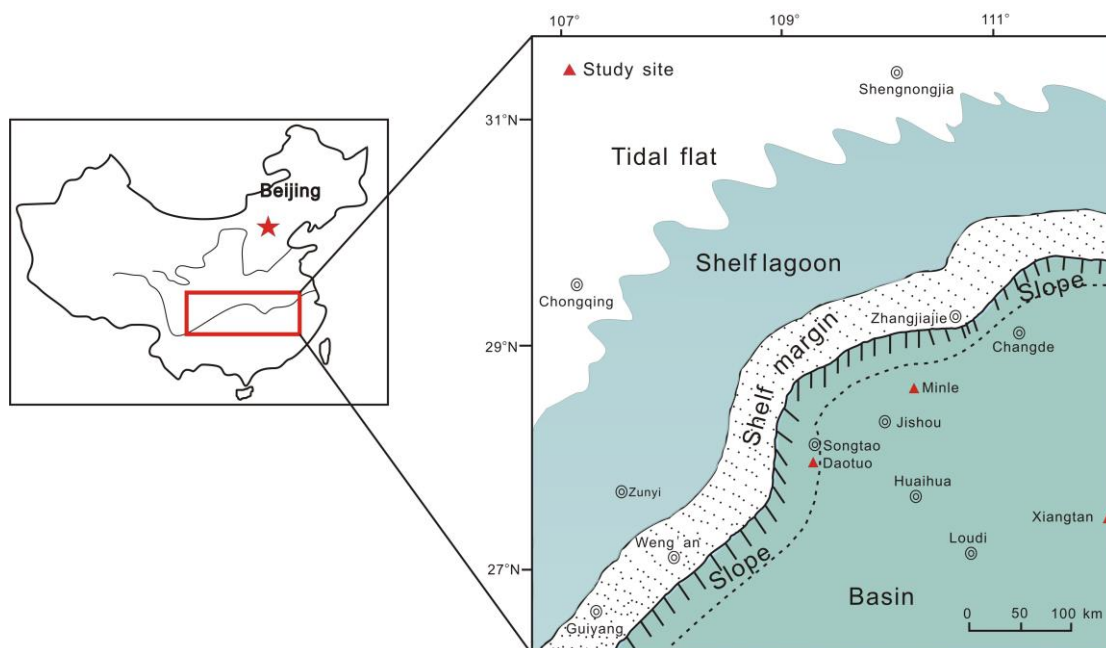 107°
109°
111°
Study site
Shengnongjia
31°
Tidal flat
Beijing
Shelf lagoon
Chongqing
Slope
Zhangjiajie
Changde
29°N
Shelf margin
Minle
Jishou
Songtao
Daotuo
Zunyi
Huaihua
Xiangtan
Weng'an
Loudi
Slope
27°N
Basin
0 50 100 km
Guiyang